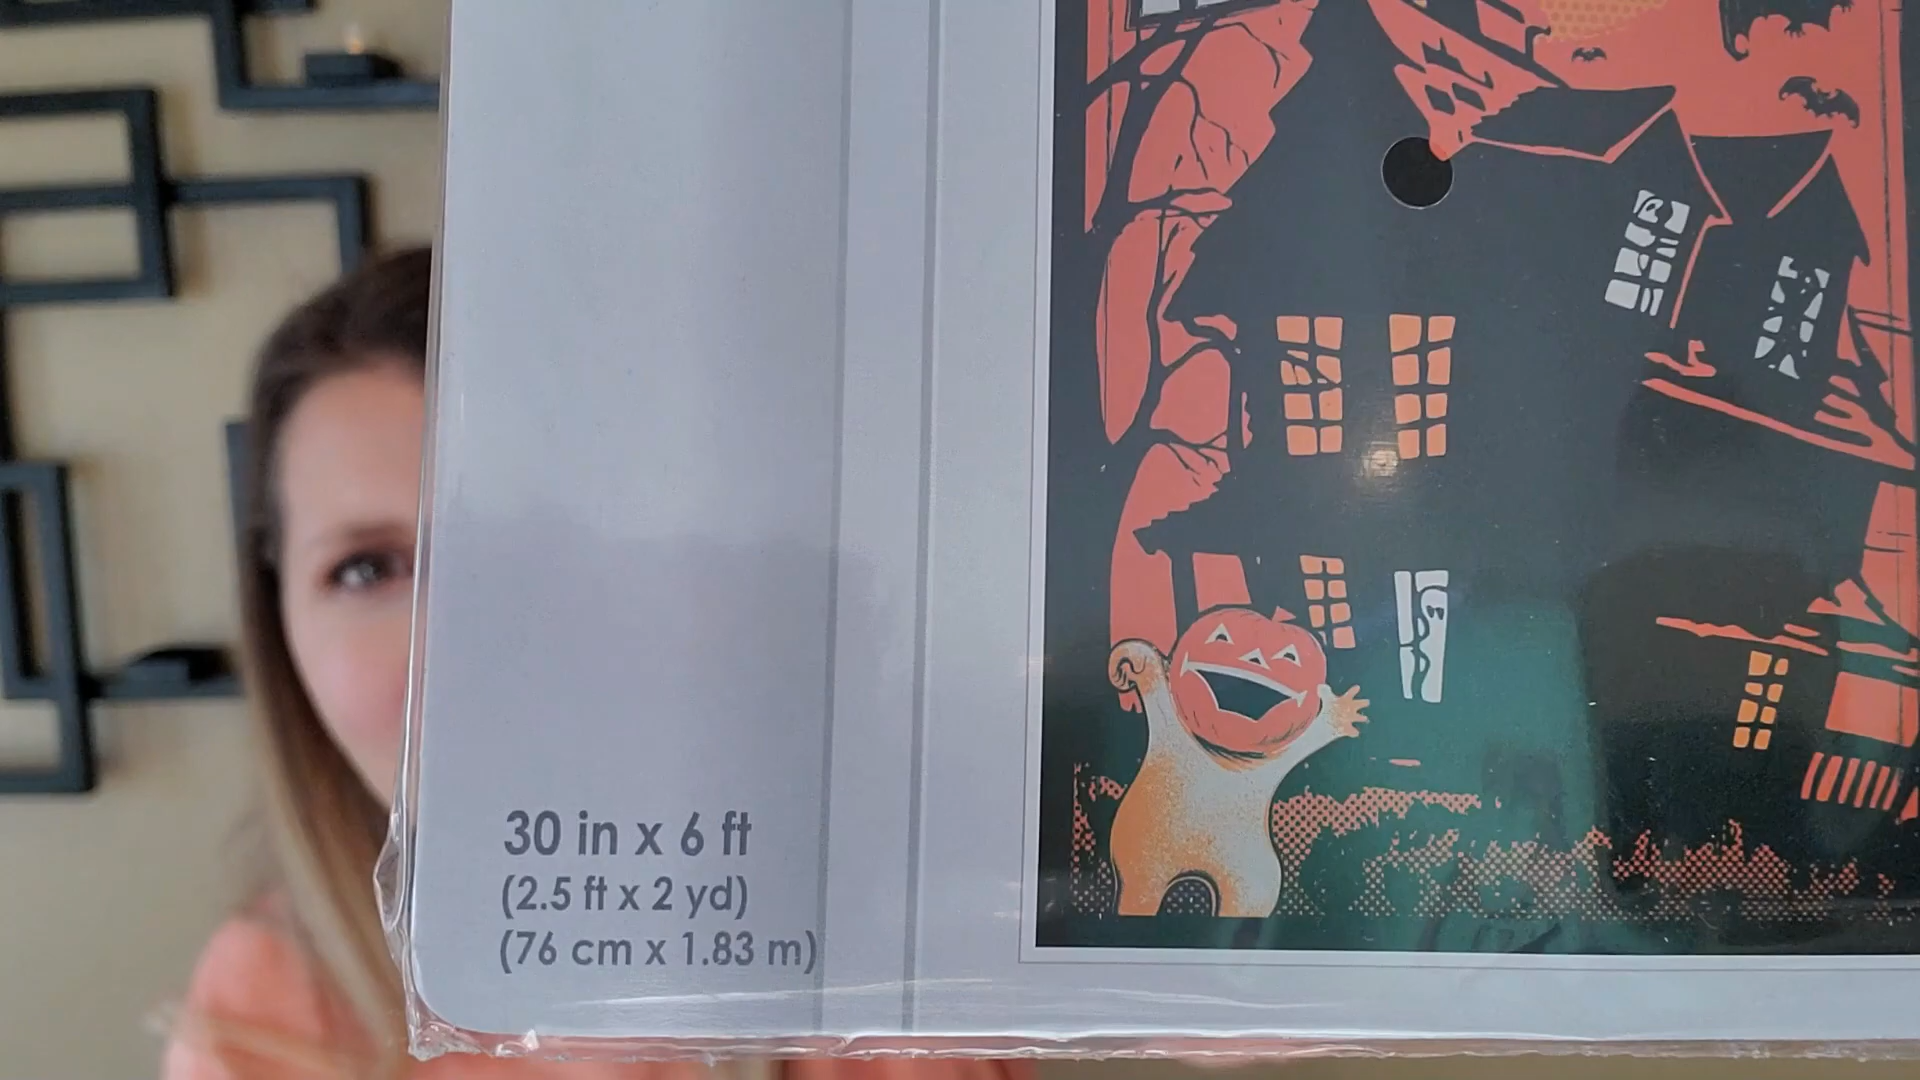 30 in x 6 ft
(2.5 ft x 2 yd)
(76 cm x 1.83 m)